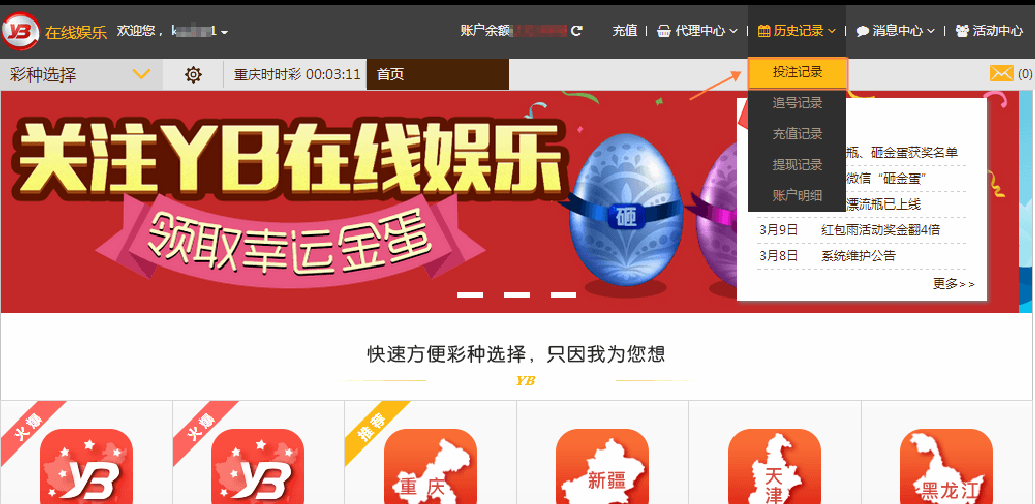 YB 在线娱乐 欢迎您， 账户余额 充值 代理中心 历史记录 消息中心 活动中心
彩种选择 重庆时时彩 00:03:11 首页 投注记录 (0)
追号记录
充值记录
提现记录
账户明细
关注YB在线娱乐
领取幸运金蛋
砸
瓶、砸金蛋获奖名单
微信“砸金蛋”
漂流瓶已上线
3月9日 红包雨活动奖金翻4倍
3月8日 系统维护公告
更多>>
快速方便彩种选择，只因我为您想
YB
火爆 火爆 推荐
YB YB 重庆 新疆 天津 黑龙江